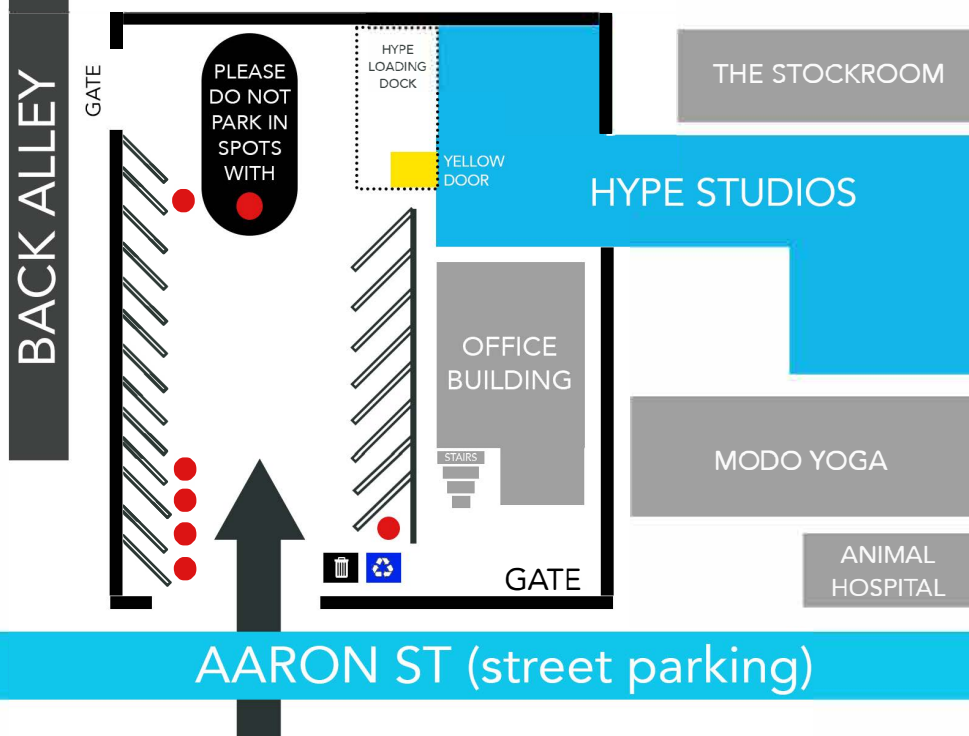 BACK ALLEY
GATE
PLEASE
DO NOT
PARK IN
SPOTS
WITH
HYPE
LOADING
DOCK
YELLOW
DOOR
THE STOCKROOM
HYPE STUDIOS
OFFICE
BUILDING
STAIRS
MODO YOGA
ANIMAL
HOSPITAL
GATE
AARON ST (street parking)